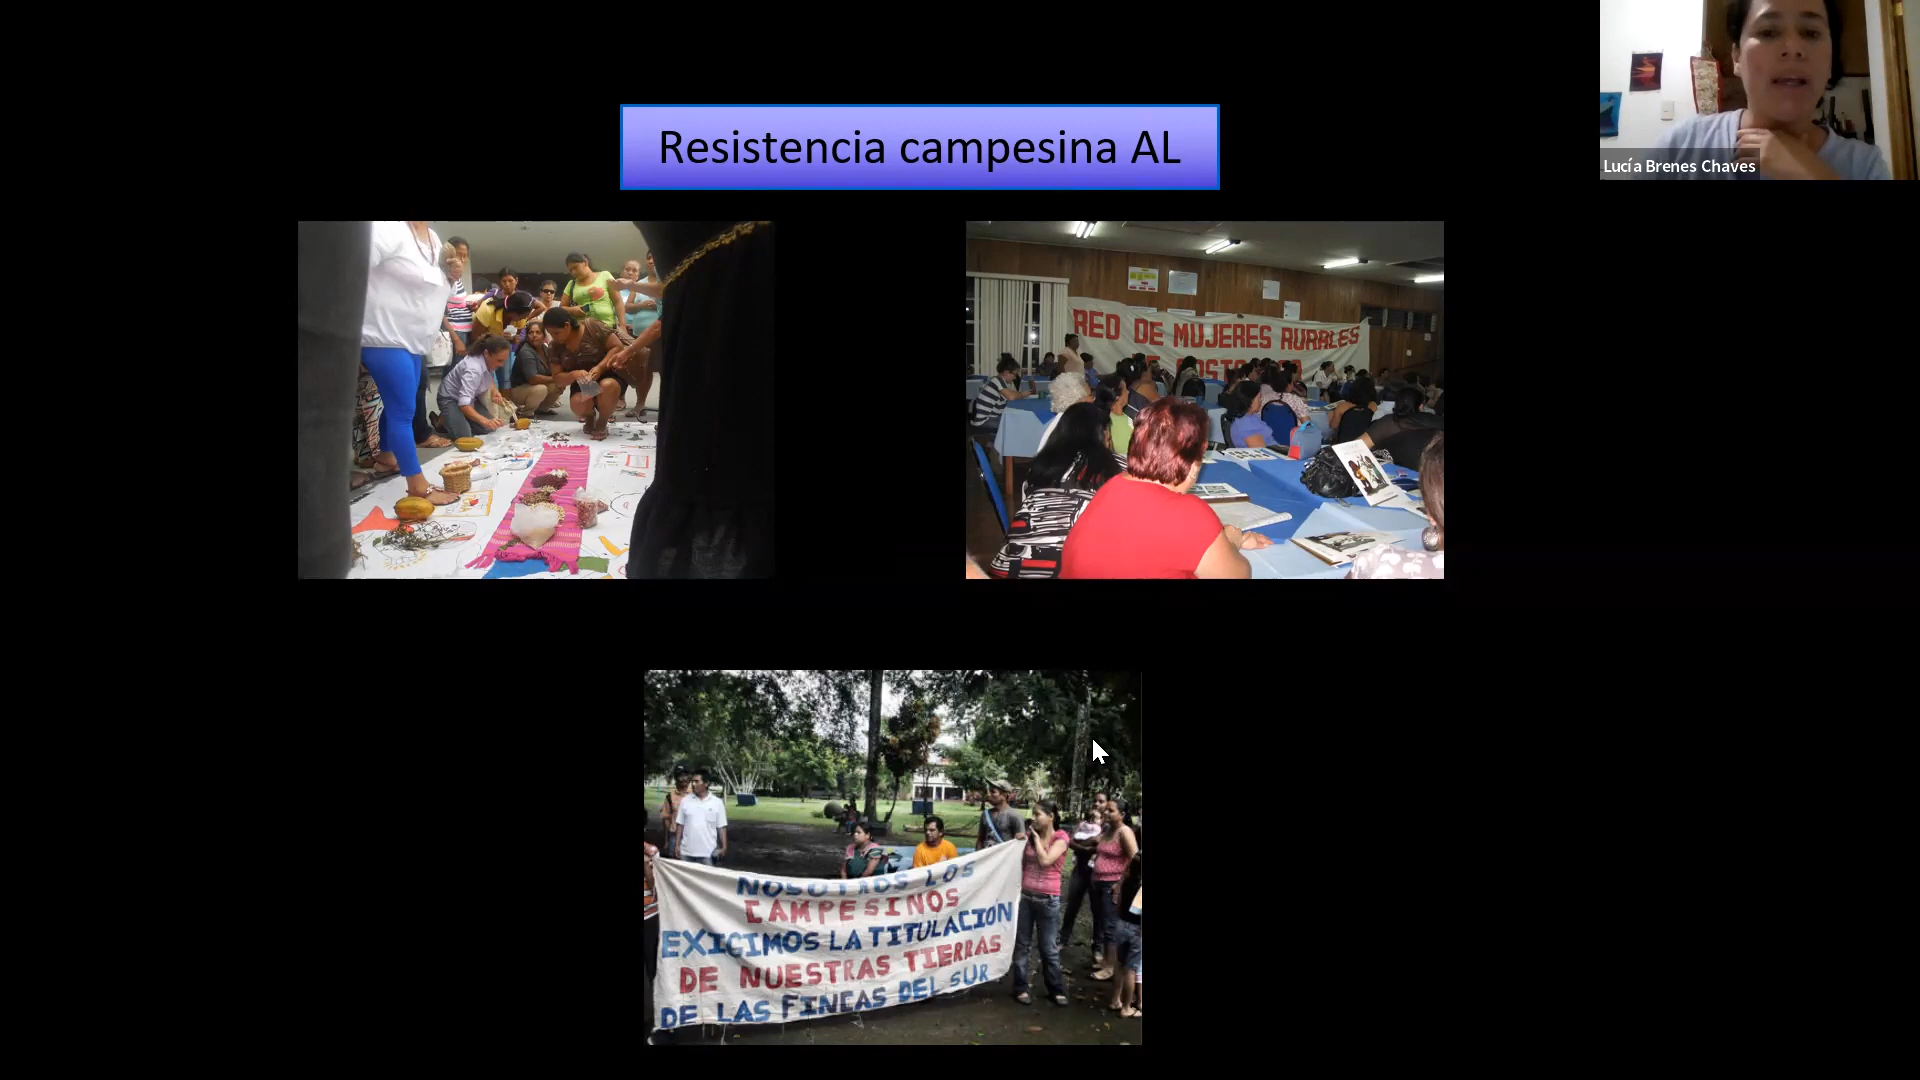 Resistencia campesina AL
Lucía Brenes Chaves
RED DE MUJERES RURALES
NOSOTROS LOS
CAMPESINOS
EXIGIMOS LA TITULACION
DE NUESTRAS TIERRAS
DE LAS FINCAS DEL SUR